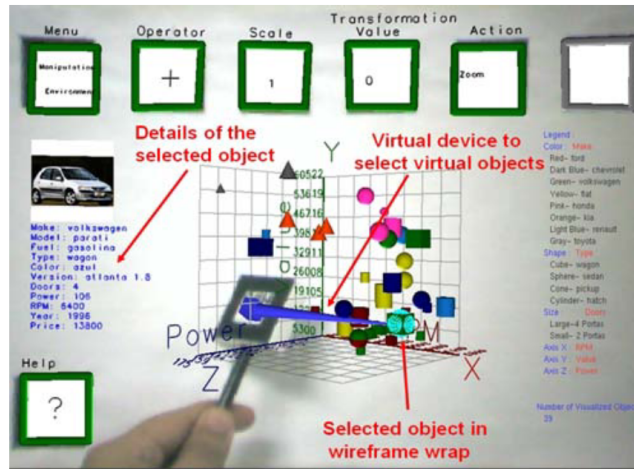 Menu
Operator
Scale
Transformation
Value
Action
Manipulation
Environment
+
1
0
Zoom
Details of the
selected object
Virtual device to
select virtual objects
Y
60522
53619
46716
39813
26008
19105
5300
Make: volkswagen
Model: parati
Fuel: gasolina
Type: wagon
Color: azul
Version: atlanta 1.8
Doors: 4
Power: 106
RPM: 6400
Year: 1996
Price: 13800
Power
Z
M
X
Legend:
Color: Make:
Red- ford
Dark Blue- chevrolet
Green- volkswagen
Yellow- fiat
Pink- honda
Orange- kia
Light Blue- renault
Gray- toyota
Shape: Type:
Cube- wagon
Sphere- sedan
Cone- pickup
Cylinder- hatch
Size: Doors:
Large-4 Portas
Small- 2 Portas
Axis X: RPM
Axis Y: Value
Axis Z: Power
Number of Visualized Objec
39
Help
?
Selected object in
wireframe wrap